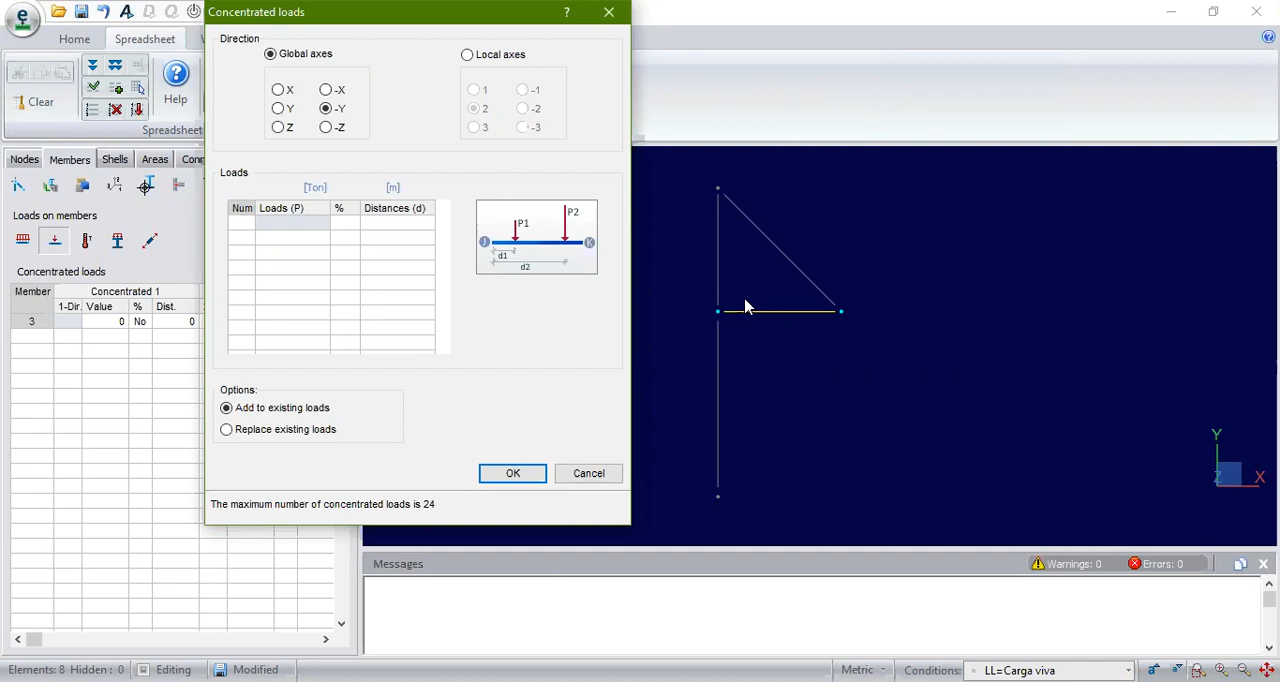 Concentrated loads
?
Home
Spreadsheet
Clear
Help
Spreadsheet
Nodes
Members
Shells
Areas
Loads on members
Concentrated loads
Member
Concentrated 1
1-Dir.
Value
%
Dist.
3
0
No
0
Direction
Global axes
Local axes
X
-X
Y
-Y
Z
-Z
1
-1
2
-2
3
-3
Loads
[Ton]
[m]
Num
Loads (P)
%
Distances (d)
P1
P2
J
K
d1
d2
Options:
Add to existing loads
Replace existing loads
OK
Cancel
The maximum number of concentrated loads is 24
Y
Z
X
Messages
Warnings: 0
Errors: 0
Elements: 8 Hidden : 0
Editing
Modified
Metric
Conditions:
LL=Carga viva